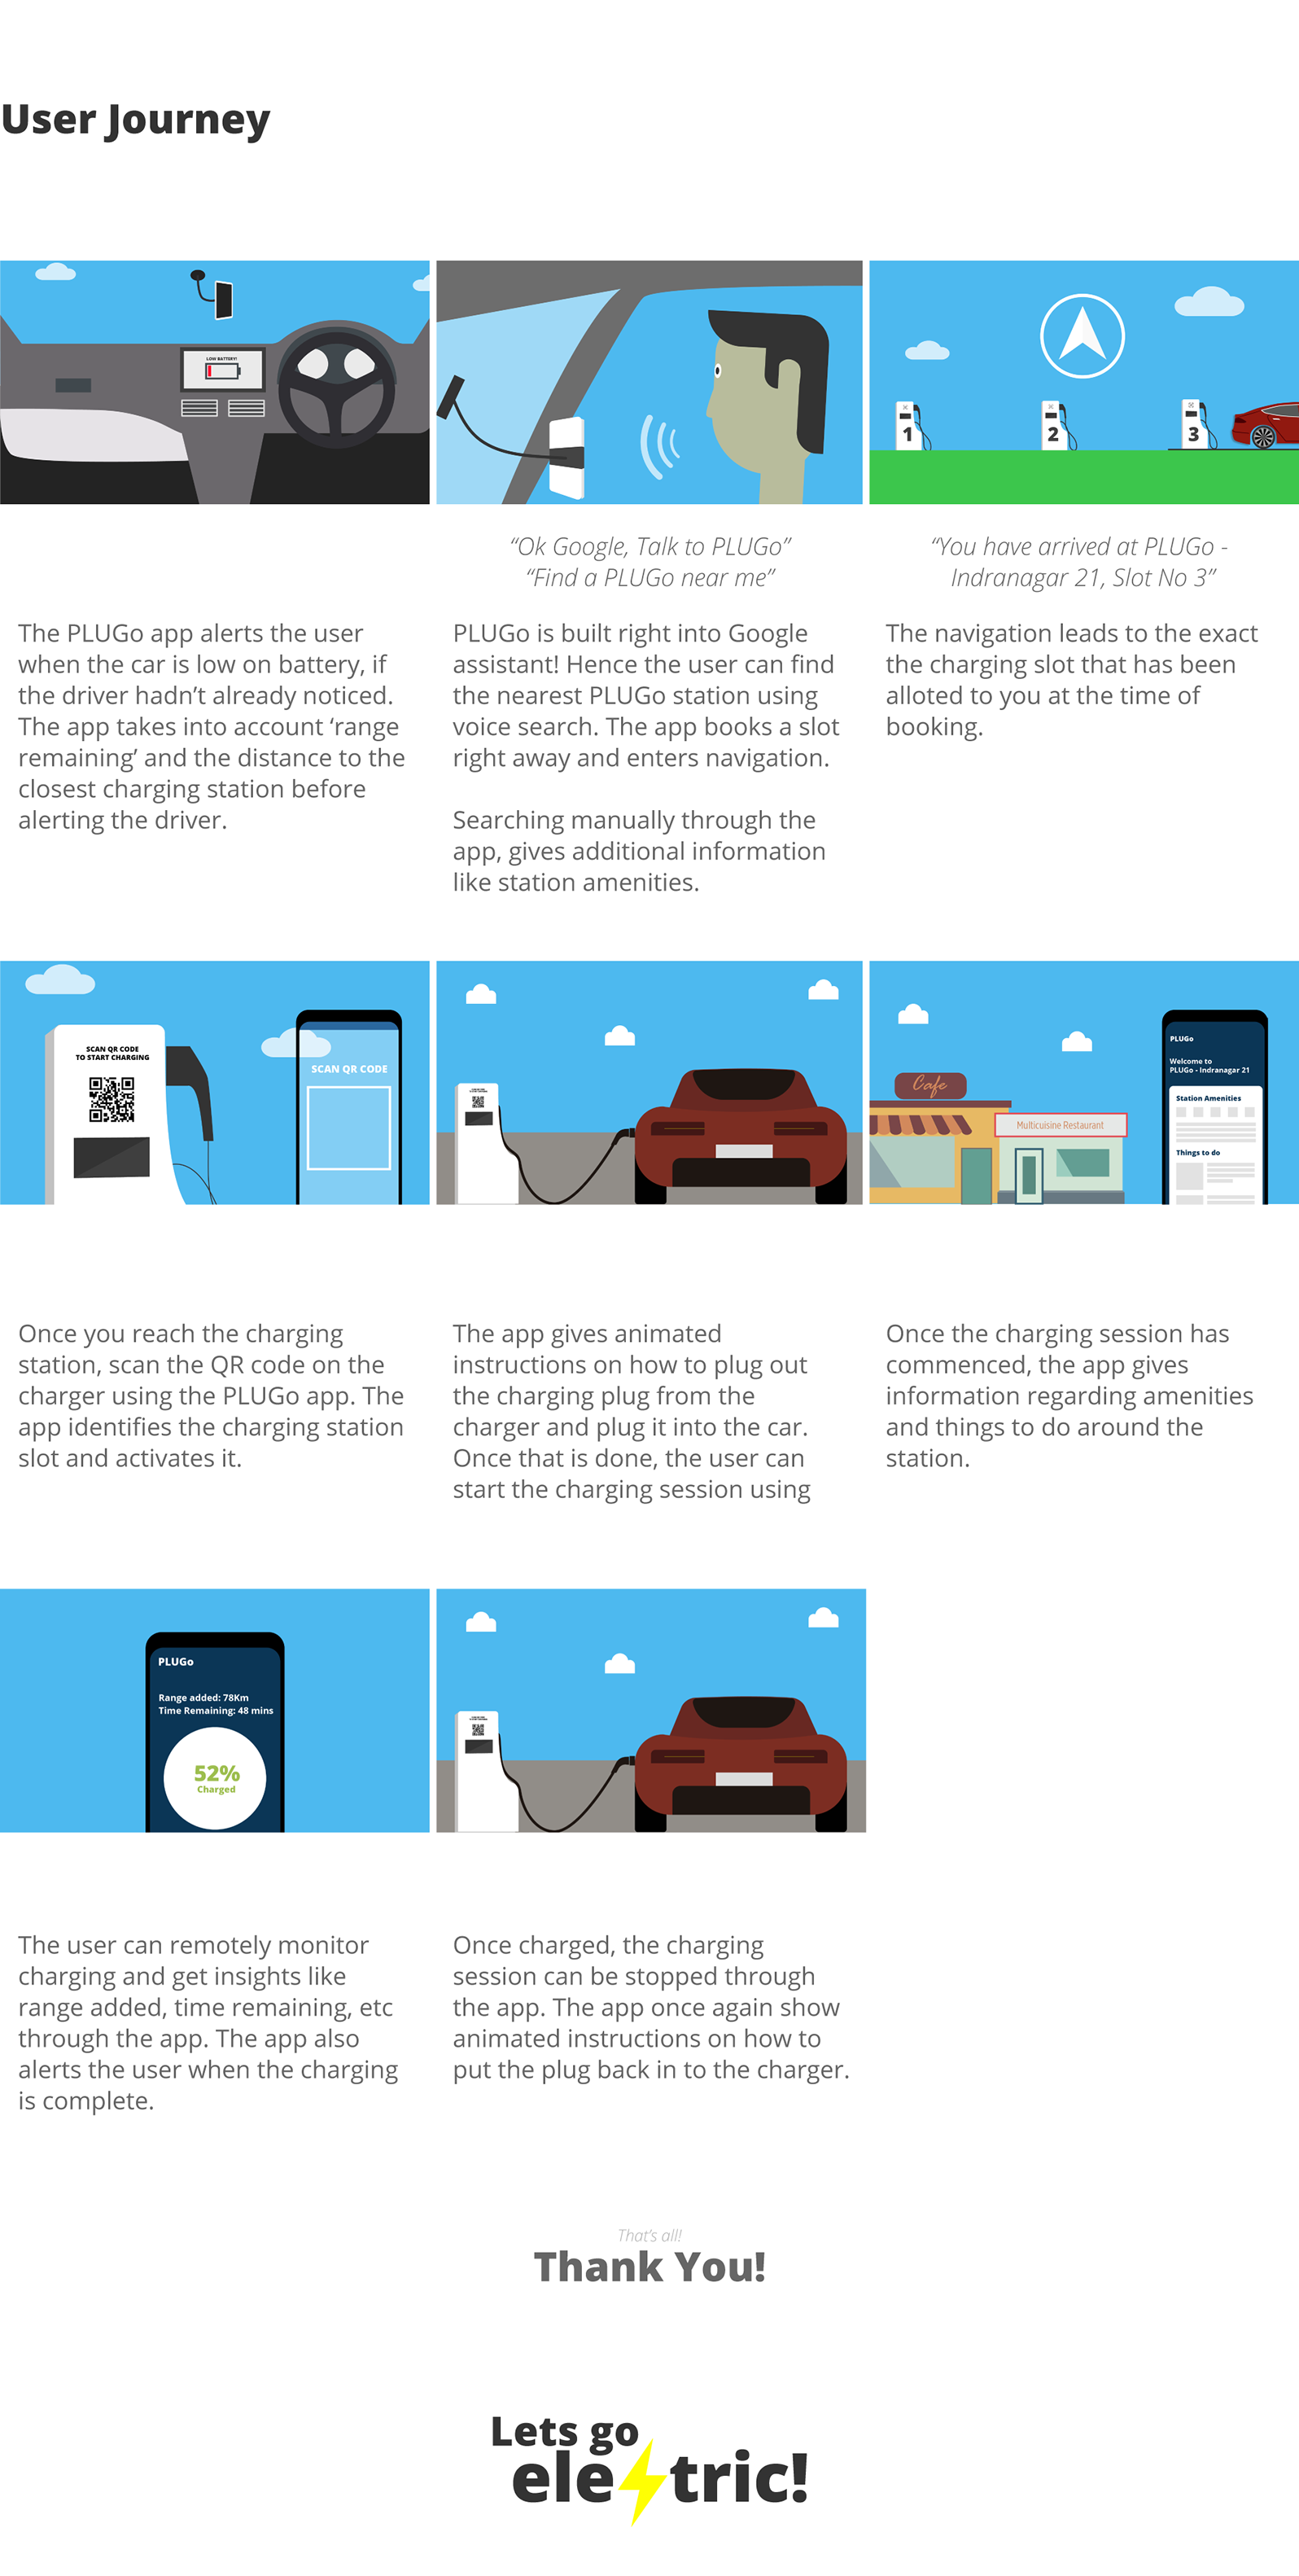 User Journey
LOW BATTERY!
1
2
3
“Ok Google, Talk to PLUGo”
“Find a PLUGo near me”
“You have arrived at PLUGo -
Indranagar 21, Slot No 3”
The PLUGo app alerts the user
when the car is low on battery, if
the driver hadn’t already noticed.
The app takes into account ‘range
remaining’ and the distance to the
closest charging station before
alerting the driver.
PLUGo is built right into Google
assistant! Hence the user can find
the nearest PLUGo station using
voice search. The app books a slot
right away and enters navigation.
Searching manually through the
app, gives additional information
like station amenities.
The navigation leads to the exact
the charging slot that has been
alloted to you at the time of
booking.
SCAN QR CODE
TO START CHARGING
SCAN QR CODE
Cafe
Multicuisine Restaurant
PLUGo
Welcome to
PLUGo - Indranagar 21
Station Amenities
Things to do
Once you reach the charging
station, scan the QR code on the
charger using the PLUGo app. The
app identifies the charging station
slot and activates it.
The app gives animated
instructions on how to plug out
the charging plug from the
charger and plug it into the car.
Once that is done, the user can
start the charging session using
Once the charging session has
commenced, the app gives
information regarding amenities
and things to do around the
station.
PLUGo
Range added: 78Km
Time Remaining: 48 mins
52%
Charged
The user can remotely monitor
charging and get insights like
range added, time remaining, etc
through the app. The app also
alerts the user when the charging
is complete.
Once charged, the charging
session can be stopped through
the app. The app once again show
animated instructions on how to
put the plug back in to the charger.
That’s all!
Thank You!
Lets go
ele tric!